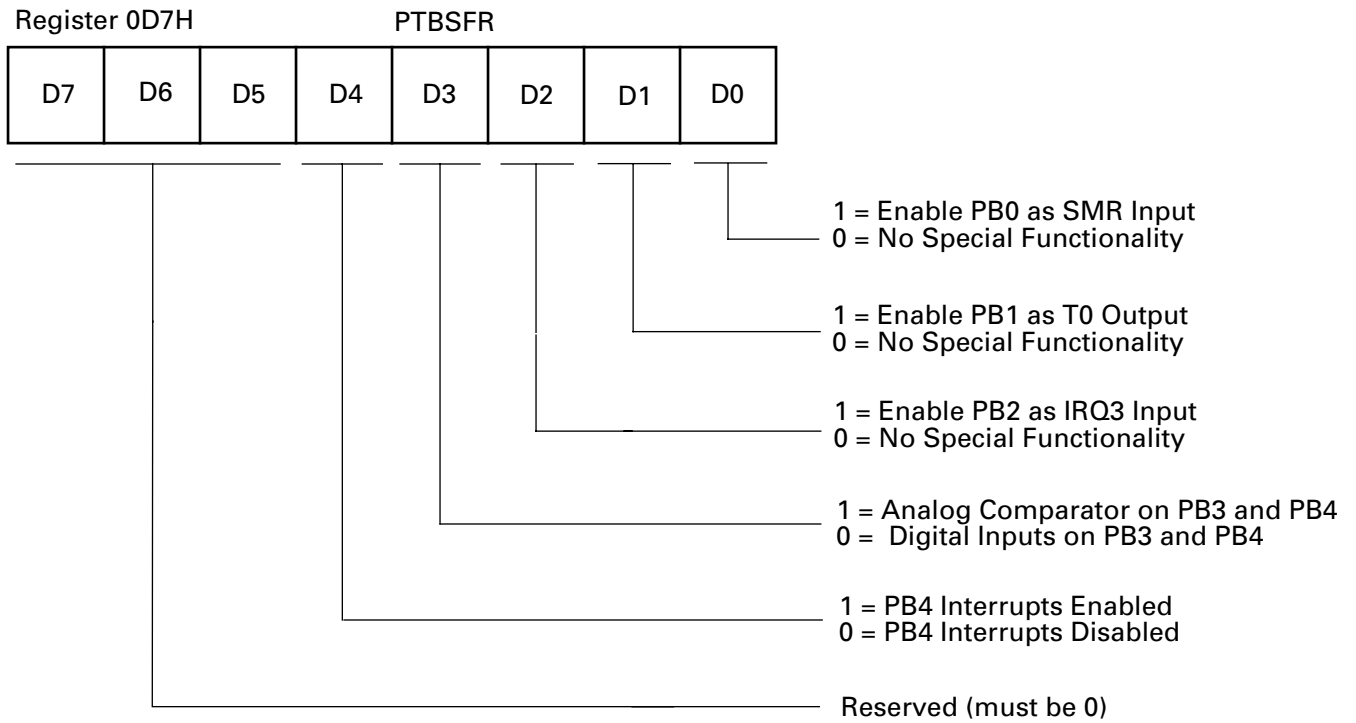 Register 0D7H PTBSFR
D7 D6 D5 D4 D3 D2 D1 D0
1 = Enable PB0 as SMR Input
0 = No Special Functionality
1 = Enable PB1 as T0 Output
0 = No Special Functionality
1 = Enable PB2 as IRQ3 Input
0 = No Special Functionality
1 = Analog Comparator on PB3 and PB4
0 = Digital Inputs on PB3 and PB4
1 = PB4 Interrupts Enabled
0 = PB4 Interrupts Disabled
Reserved (must be 0)